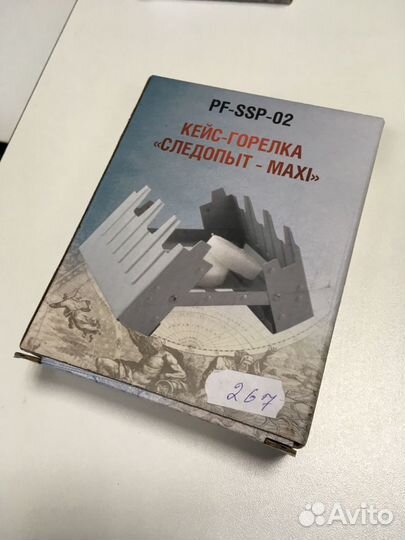 PF-SSP-02
КЕЙС-ГОРЕЛКА
«СЛЕДОПЫТ - MAXI»
267
Avito